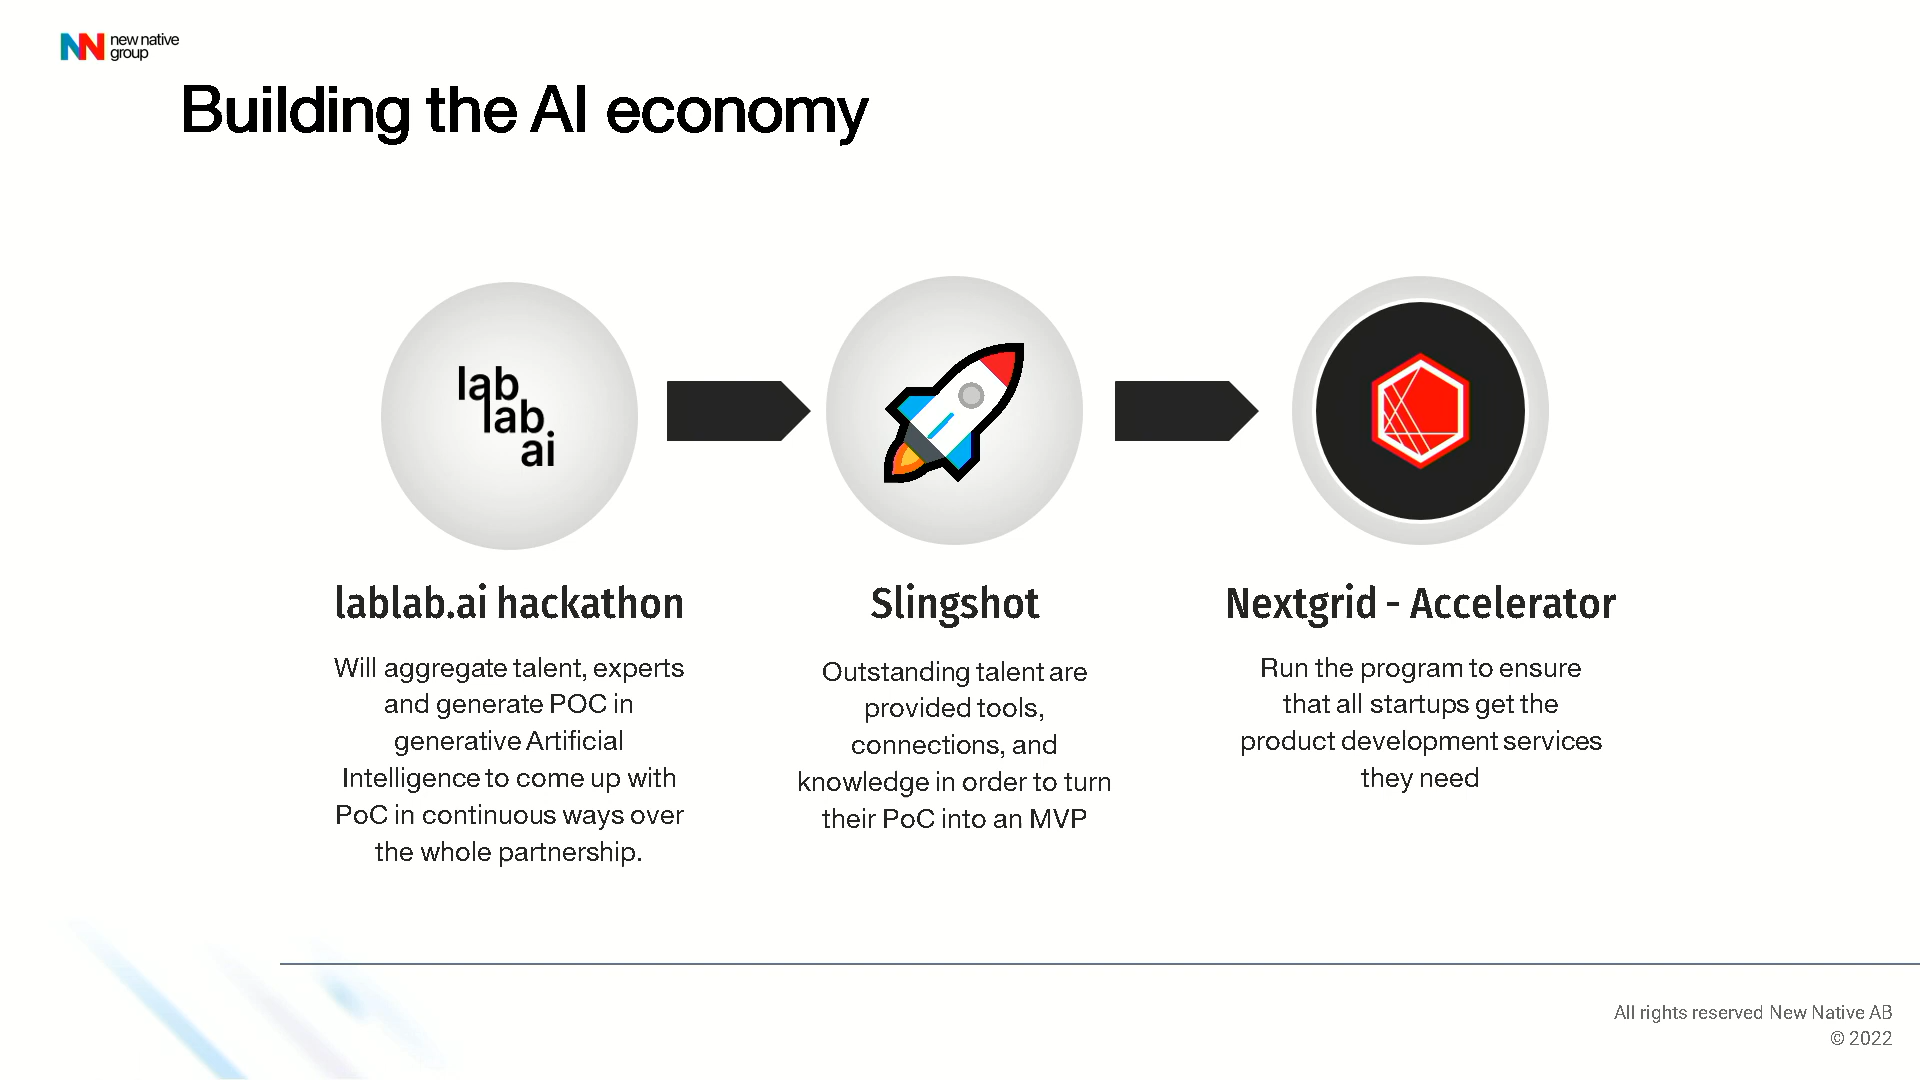 NN new native
group
Building the AI economy
lab
lab
ai
lablab.ai hackathon
Will aggregate talent, experts
and generate POC in
generative Artificial
Intelligence to come up with
PoC in continuous ways over
the whole partnership.
Slingshot
Outstanding talent are
provided tools,
connections, and
knowledge in order to turn
their PoC into an MVP
Nextgrid - Accelerator
Run the program to ensure
that all startups get the
product development services
they need
All rights reserved New Native AB
© 2022